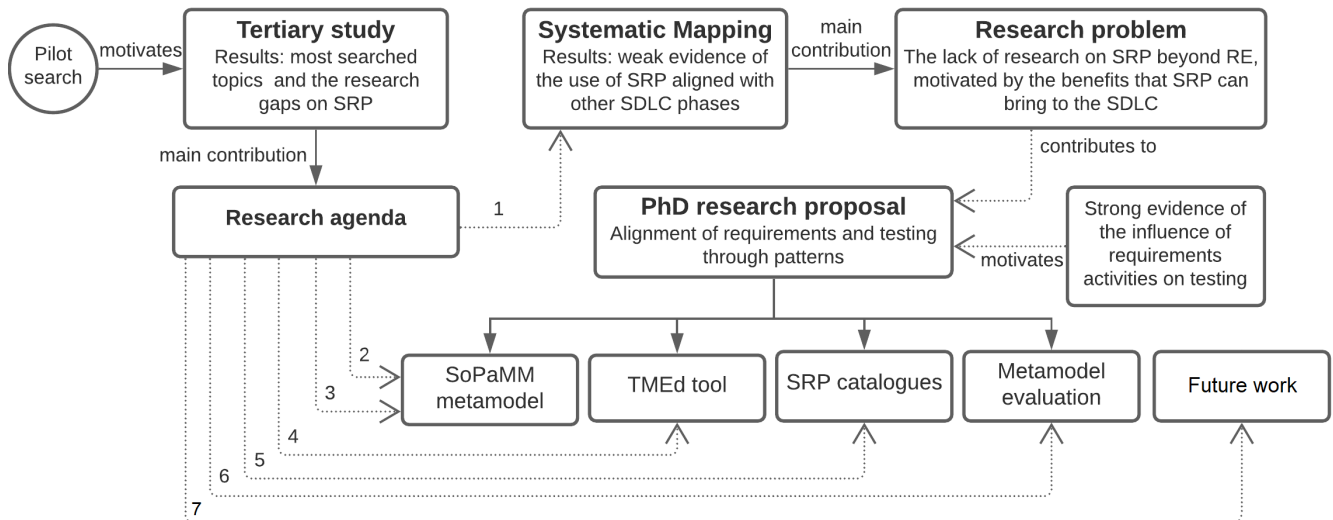 Pilot
search
motivates
Tertiary study
Results: most searched
topics and the research
gaps on SRP
Systematic Mapping
Results: weak evidence of
the use of SRP aligned with
other SDLC phases
main
contribution
Research problem
The lack of research on SRP beyond RE,
motivated by the benefits that SRP can
bring to the SDLC
main contribution
contributes to
Research agenda
1
PhD research proposal
Alignment of requirements and testing
through patterns
motivates
Strong evidence of
the influence of
requirements
activities on testing
2
3
4
5
6
7
SoPaMM
metamodel
TMEd tool
SRP catalogues
Metamodel
evaluation
Future work